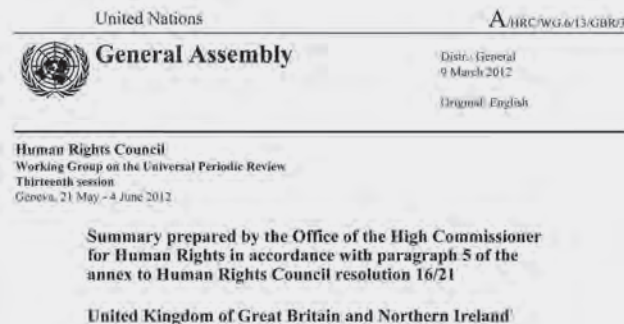 United Nations
A/HRC/WG.6/13/GBR/3
General Assembly
Distr.: General
9 March 2012
Original: English
Human Rights Council
Working Group on the Universal Periodic Review
Thirteenth session
Geneva, 21 May – 4 June 2012
Summary prepared by the Office of the High Commissioner
for Human Rights in accordance with paragraph 5 of the
annex to Human Rights Council resolution 16/21
United Kingdom of Great Britain and Northern Ireland